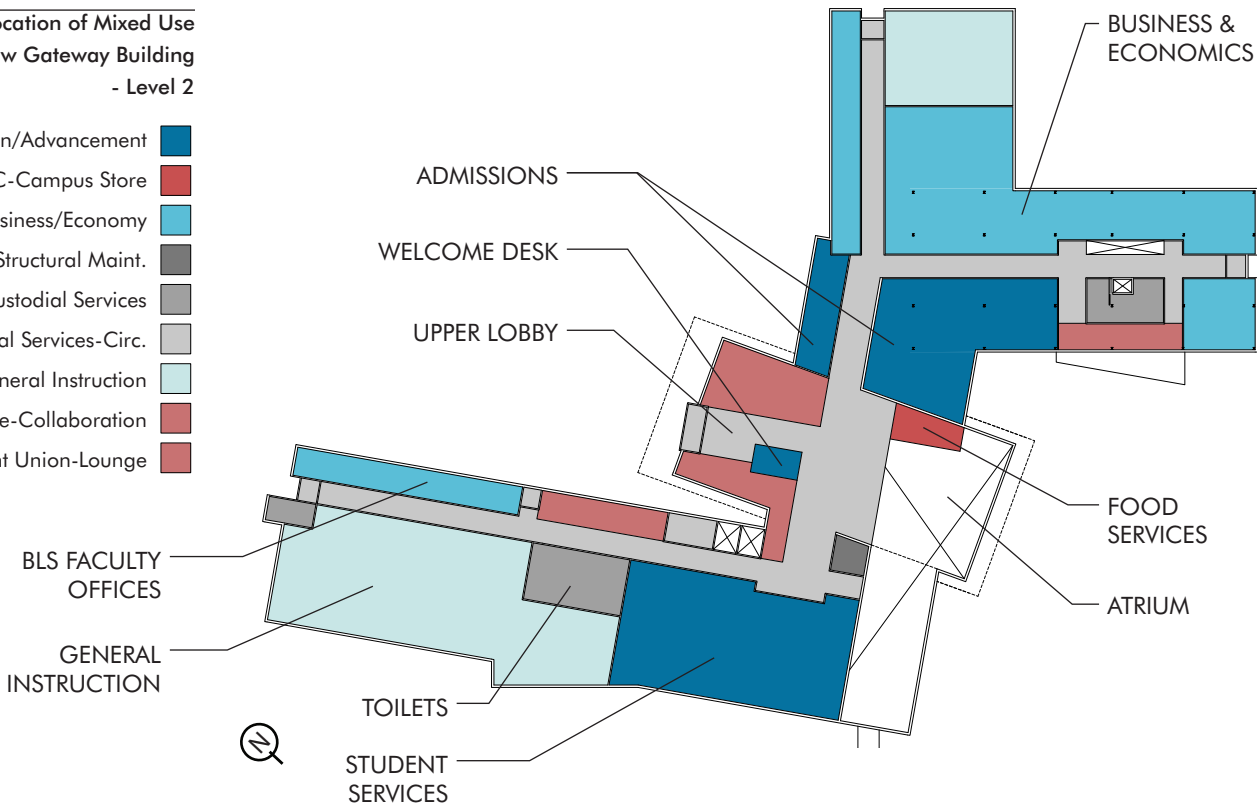 ocation of Mixed Use
w Gateway Building
- Level 2
n/Advancement
C-Campus Store
siness/Economy
Structural Maint.
ustodial Services
al Services-Circ.
neral Instruction
e-Collaboration
nt Union-Lounge
BUSINESS &
ECONOMICS
ADMISSIONS
WELCOME DESK
UPPER LOBBY
FOOD
SERVICES
BLS FACULTY
OFFICES
ATRIUM
GENERAL
INSTRUCTION
TOILETS
N
STUDENT
SERVICES